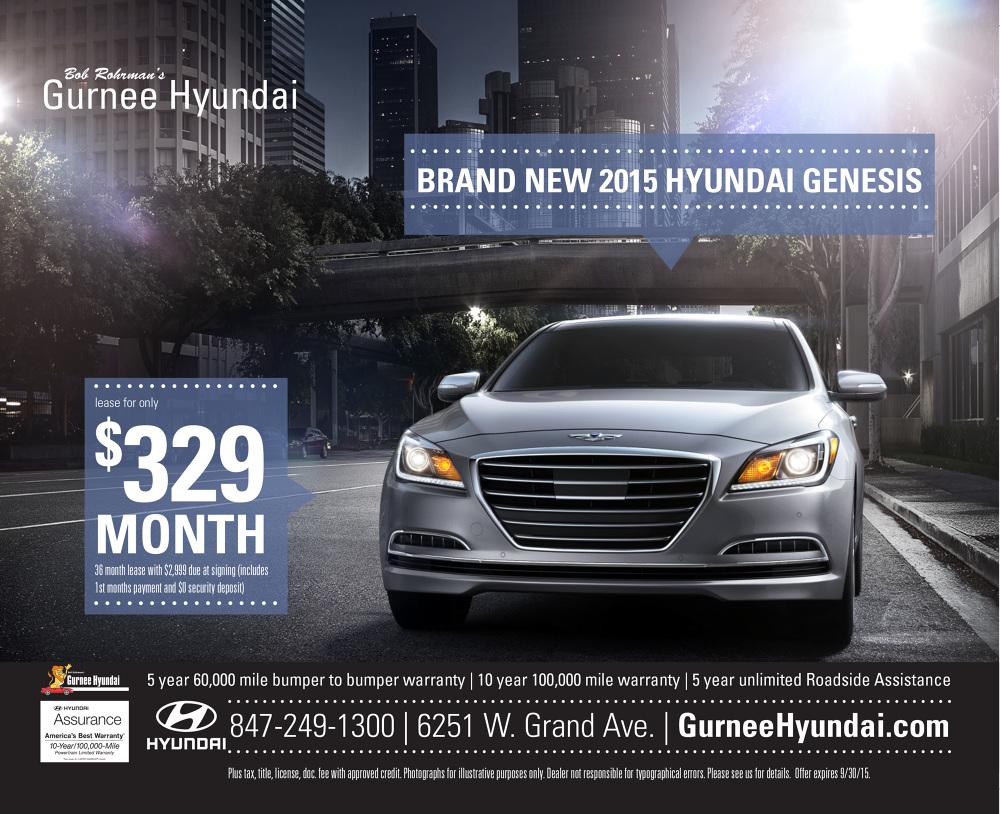 Bob Rohrman's
Gurnee Hyundai
BRAND NEW 2015 HYUNDAI GENESIS
lease for only
$329
MONTH
36 month lease with $2,999 due at signing (includes
1st months payment and $0 security deposit)
Gurnee Hyundai
5 year 60,000 mile bumper to bumper warranty | 10 year 100,000 mile warranty | 5 year unlimited Roadside Assistance
HYUNDAI
Assurance
America's Best Warranty
10-Year/100,000-Mile
Powertrain Limited Warranty
HYUNDAI
847-249-1300 | 6251 W. Grand Ave. | GurneeHyundai.com
Plus tax, title, license, doc. fee with approved credit. Photographs for illustrative purposes only. Dealer not responsible for typographical errors. Please see us for details. Offer expires 9/30/15.